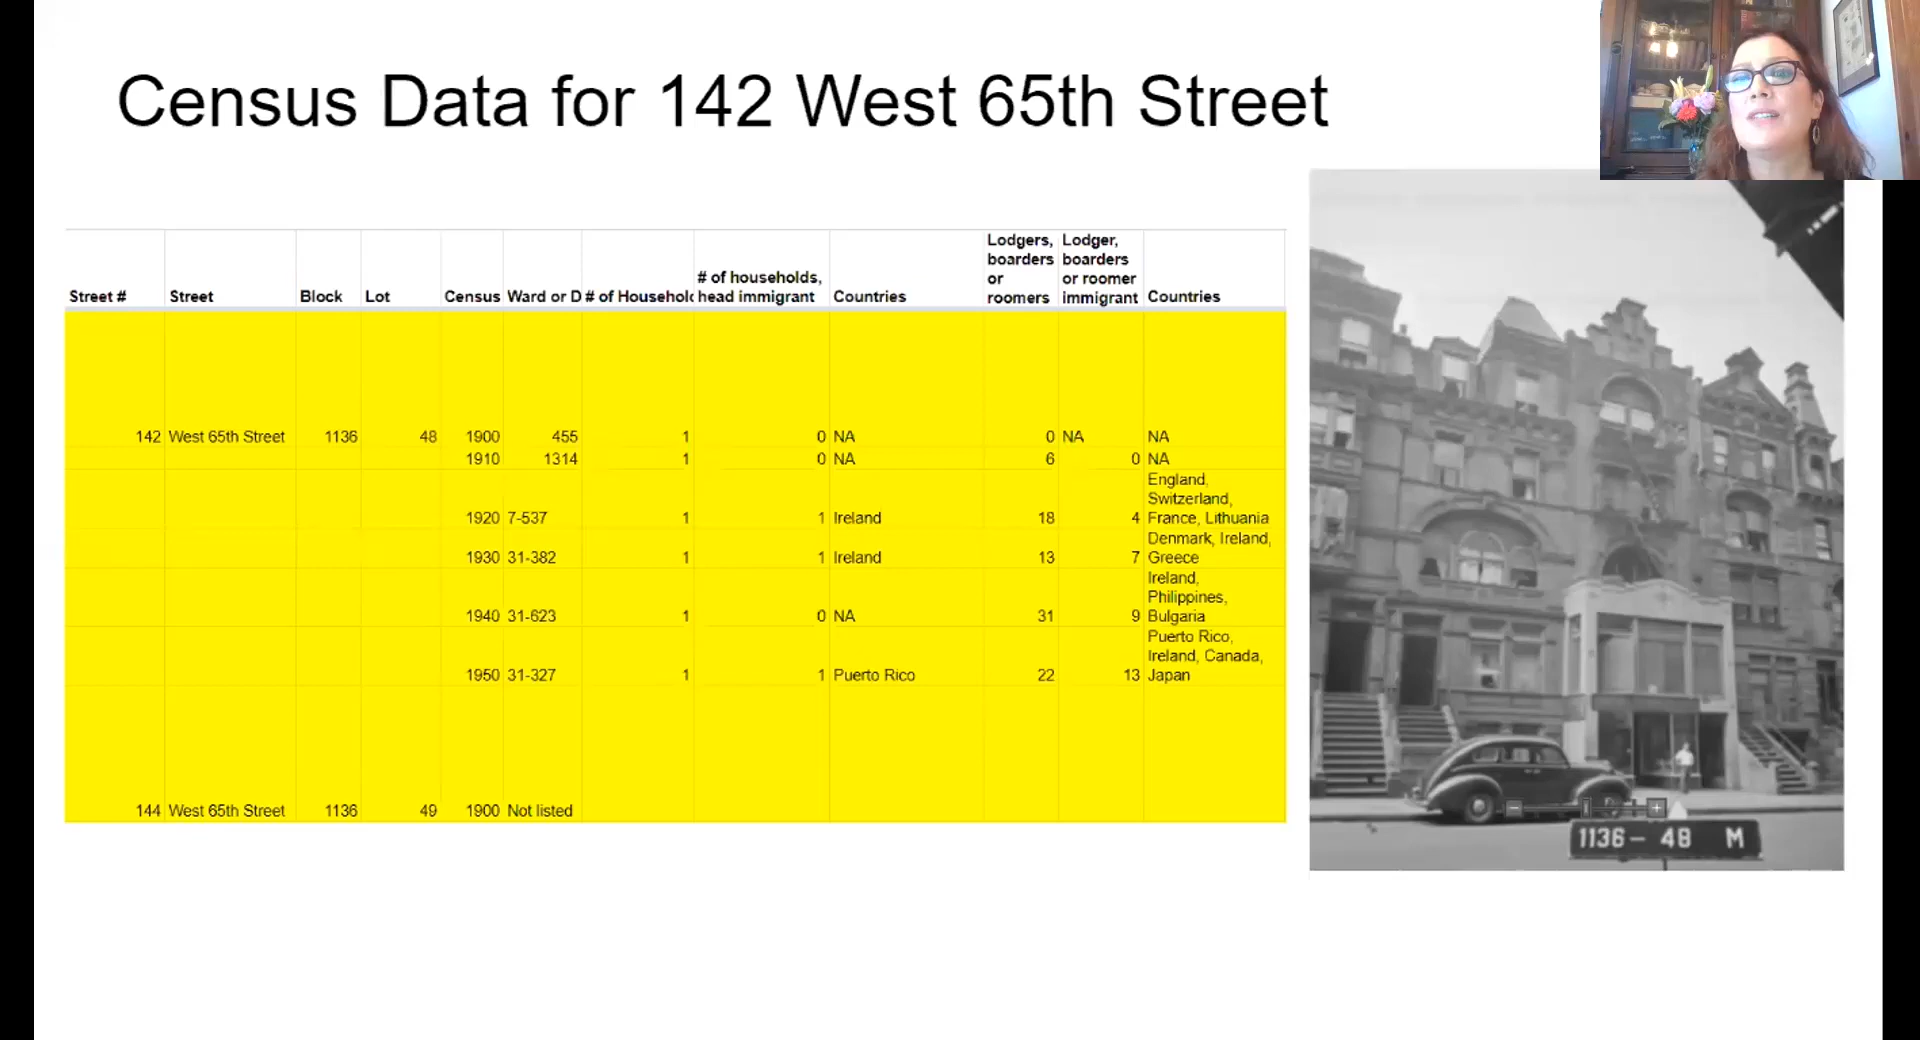 Census Data for 142 West 65th Street
Street # Street Block Lot Census Ward or D # of Househol # of households, head immigrant Countries Lodgers, boarders or roomers Lodger, boarders or roomer immigrant Countries
142 West 65th Street 1136 48 1900 455 1 0 NA 0 NA NA
1910 1314 1 0 NA 6 0 NA
1920 7-537 1 1 Ireland 18 4 England, Switzerland, France, Lithuania
1930 31-382 1 1 Ireland 13 7 Denmark, Ireland, Greece
1940 31-623 1 0 NA 31 9 Ireland, Philippines, Bulgaria
1950 31-327 1 1 Puerto Rico 22 13 Puerto Rico, Ireland, Canada, Japan
144 West 65th Street 1136 49 1900 Not listed
1136- 48 M